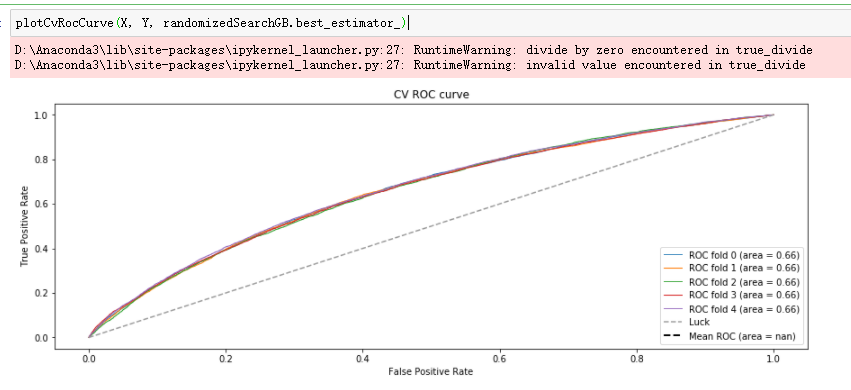 plotCvRocCurve(X, Y, randomizedSearchGB.best_estimator_)
D:\Anaconda3\lib\site-packages\ipykernel_launcher.py:27: RuntimeWarning: divide by zero encountered in true_divide
D:\Anaconda3\lib\site-packages\ipykernel_launcher.py:27: RuntimeWarning: invalid value encountered in true_divide
CV ROC curve
1.0
0.8
0.6
0.4
0.2
0.0
True Positive Rate
ROC fold 0 (area = 0.66)
ROC fold 1 (area = 0.66)
ROC fold 2 (area = 0.66)
ROC fold 3 (area = 0.66)
ROC fold 4 (area = 0.66)
Luck
Mean ROC (area = nan)
0.0 0.2 0.4 0.6 0.8 1.0
False Positive Rate